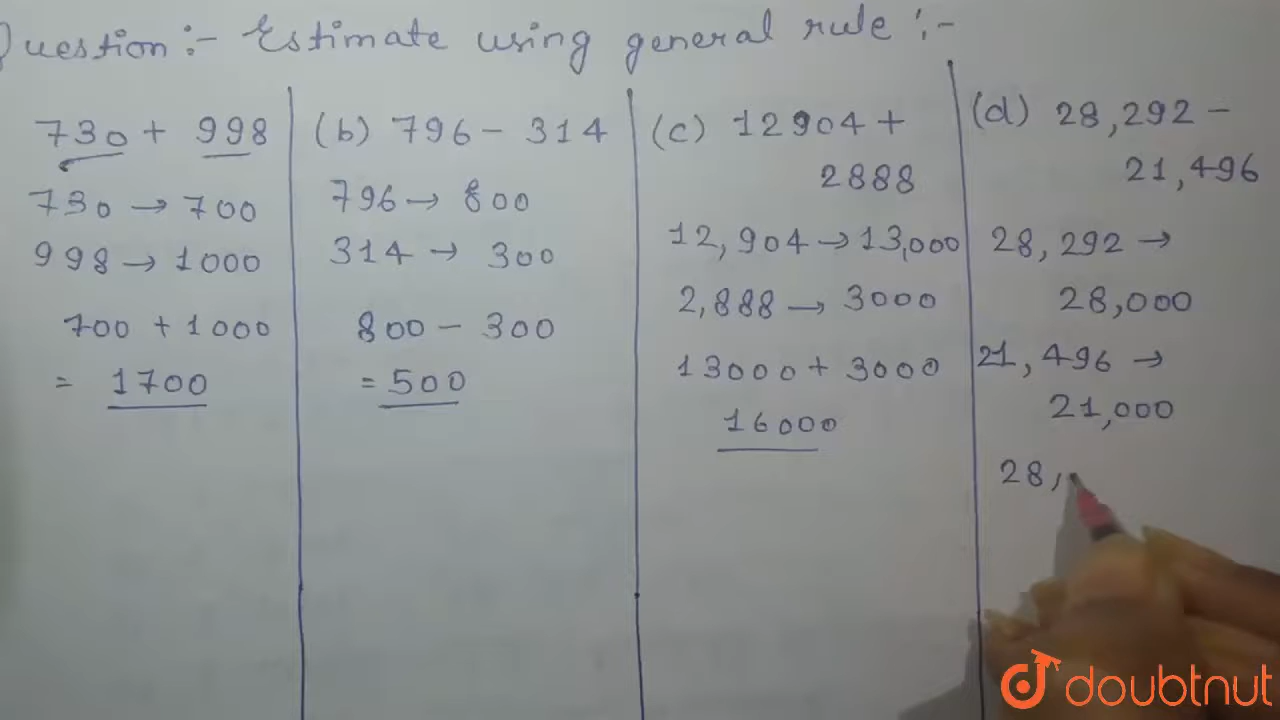 Question :- Estimate using general rule :-
730 + 998
730 → 700
998 → 1000
700 + 1000
= 1700
(b) 796 - 314
796 → 800
314 → 300
800 - 300
= 500
(c) 12904 +
2888
12,904 → 13,000
2,888 → 3000
13000 + 3000
16000
(d) 28,292 -
21,496
28,292 →
28,000
21,496 →
21,000
28,
doubtnut